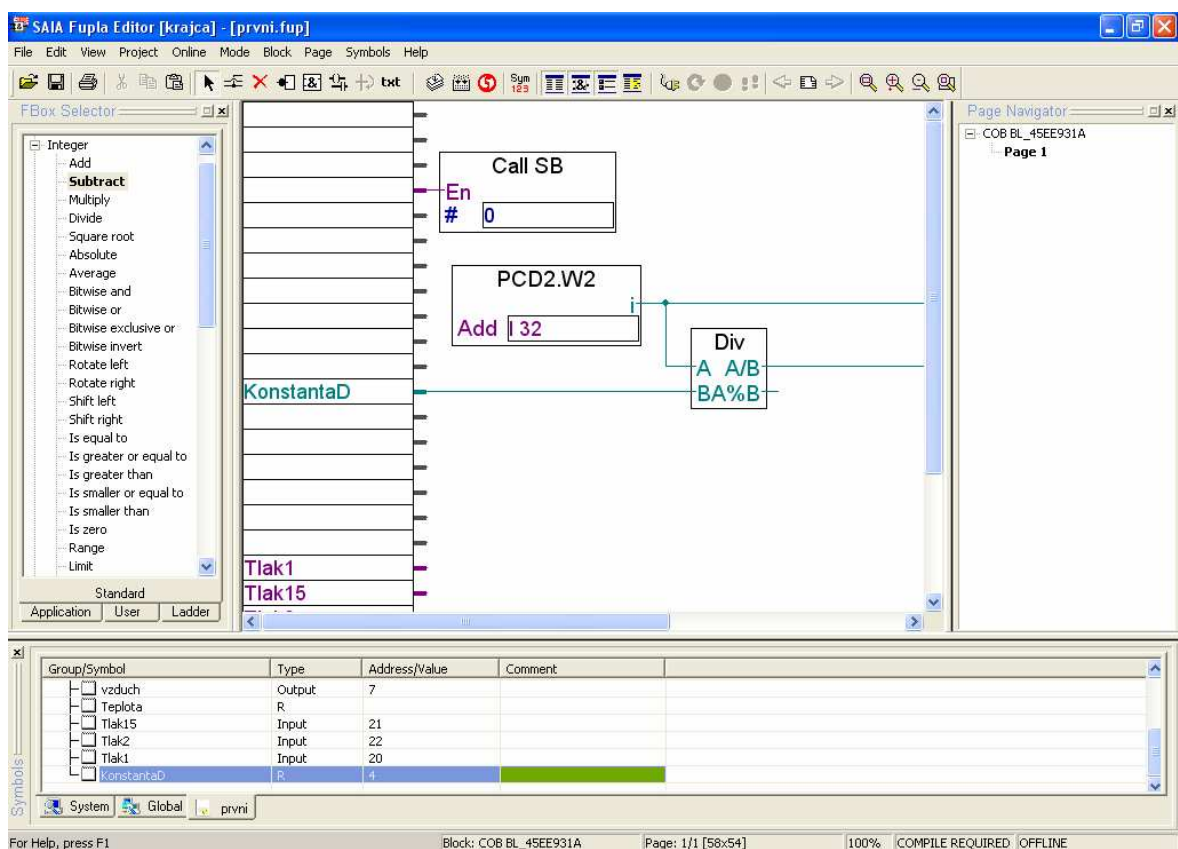 SAIA Fupla Editor [krajca] - [prvni.fup]
File Edit View Project Online Mode Block Page Symbols Help
txt
Sym
123
FBox Selector
Integer
Add
Subtract
Multiply
Divide
Square root
Absolute
Average
Bitwise and
Bitwise or
Bitwise exclusive or
Bitwise invert
Rotate left
Rotate right
Shift left
Shift right
Is equal to
Is greater or equal to
Is greater than
Is smaller or equal to
Is smaller than
Is zero
Range
Limit
Standard
Application User Ladder
Call SB
En
# 0
PCD2.W2
i
Add I 32
Div
A A/B
BA%B
KonstantaD
Tlak1
Tlak15
Page Navigator
COB BL_45EE931A
Page 1
Symbols
Group/Symbol Type Address/Value Comment
vzduch Output 7
Teplota R
Tlak15 Input 21
Tlak2 Input 22
Tlak1 Input 20
KonstantaD R 4
System Global prvni
For Help, press F1 Block: COB BL_45EE931A Page: 1/1 [58x54] 100% COMPILE REQUIRED OFFLINE